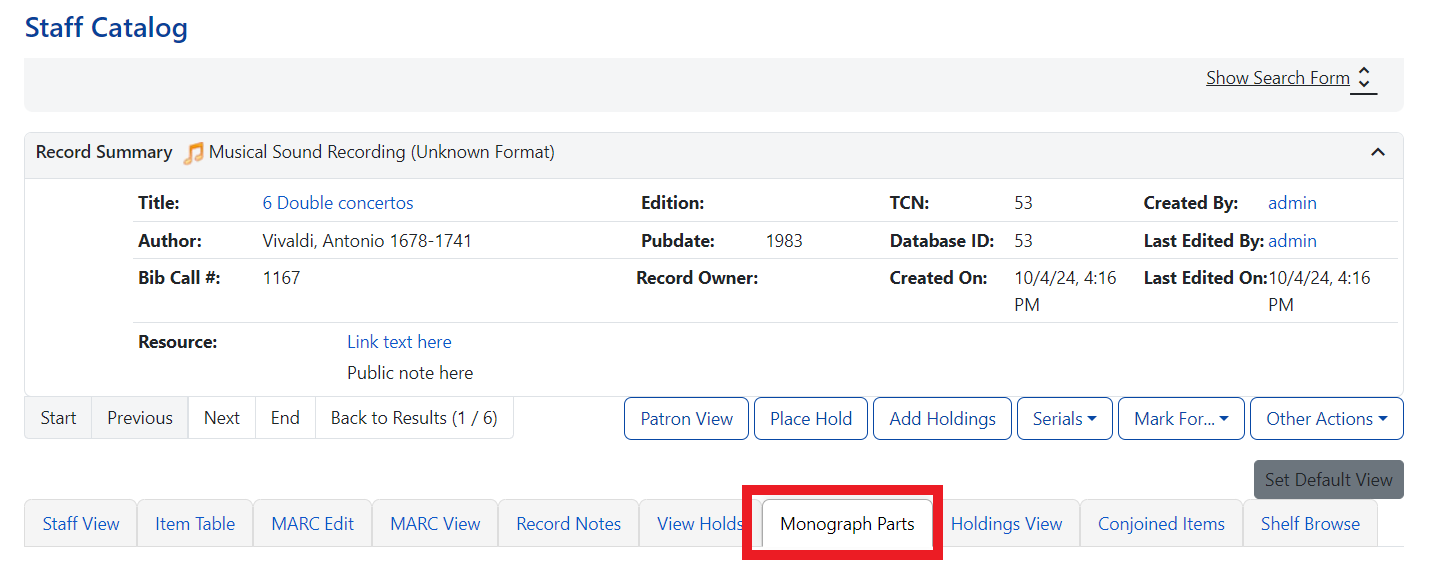 Staff Catalog
Show Search Form
Record Summary Musical Sound Recording (Unknown Format)
Title: 6 Double concertos Edition: TCN: 53 Created By: admin
Author: Vivaldi, Antonio 1678-1741 Pubdate: 1983 Database ID: 53 Last Edited By: admin
Bib Call #: 1167 Record Owner: Created On: 10/4/24, 4:16 PM Last Edited On: 10/4/24, 4:16 PM
Resource: Link text here
Public note here
Start Previous Next End Back to Results (1 / 6) Patron View Place Hold Add Holdings Serials Mark For... Other Actions
Set Default View
Staff View Item Table MARC Edit MARC View Record Notes View Holds Monograph Parts Holdings View Conjoined Items Shelf Browse